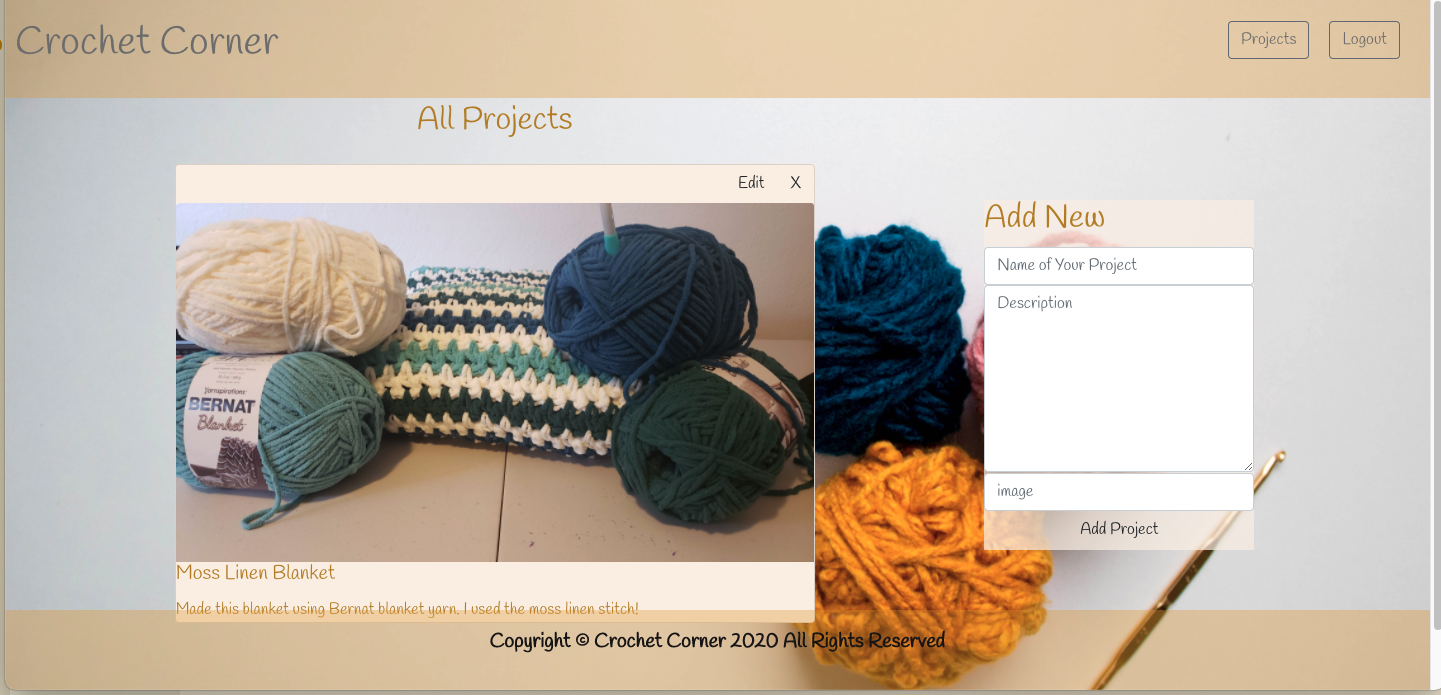 Crochet Corner
Projects
Logout
All Projects
Edit X
yarnspirations
BERNAT
Blanket
Moss Linen Blanket
Made this blanket using Bernat blanket yarn. I used the moss linen stitch!
Add New
Name of Your Project
Description
image
Add Project
Copyright © Crochet Corner 2020 All Rights Reserved